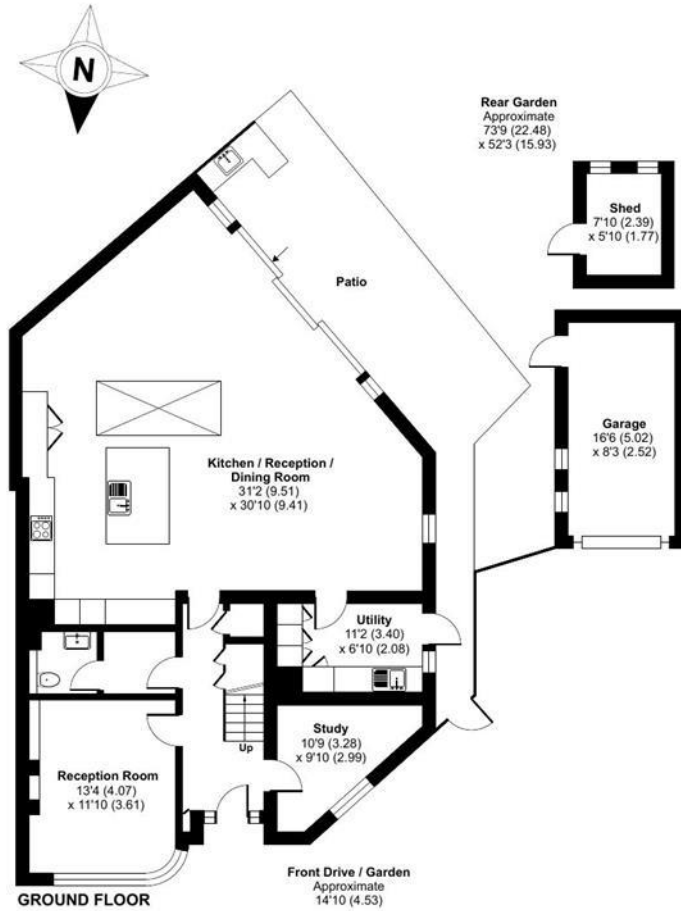 N
Rear Garden
Approximate
73'9 (22.48)
x 52'3 (15.93)
Shed
7'10 (2.39)
x 5'10 (1.77)
Patio
Garage
16'6 (5.02)
x 8'3 (2.52)
Kitchen / Reception /
Dining Room
31'2 (9.51)
x 30'10 (9.41)
Utility
11'2 (3.40)
x 6'10 (2.08)
Study
10'9 (3.28)
x 9'10 (2.99)
Up
Reception Room
13'4 (4.07)
x 11'10 (3.61)
Front Drive / Garden
Approximate
14'10 (4.53)
GROUND FLOOR